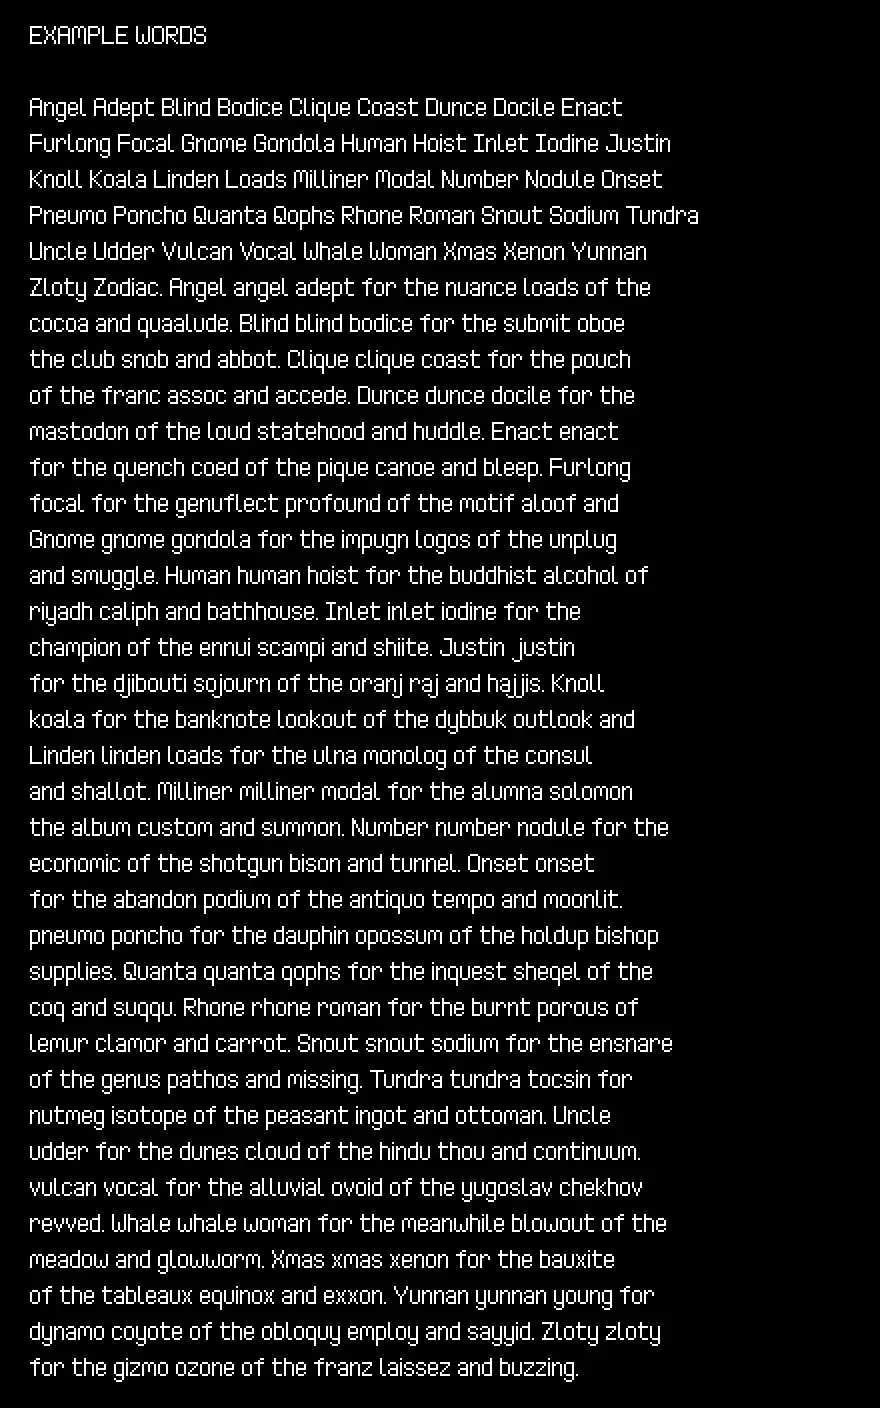 EXAMPLE WORDS
Angel Adept Blind Bodice Clique Coast Dunce Docile Enact
Furlong Focal Gnome Gondola Human Hoist Inlet Iodine Justin
Knoll Koala Linden Loads Milliner Modal Number Nodule Onset
Pneumo Poncho Quanta Qophs Rhone Roman Snout Sodium Tundra
Uncle Udder Vulcan Vocal Whale Woman Xmas Xenon Yunnan
Zloty Zodiac. Angel angel adept for the nuance loads of the
cocoa and quaalude. Blind blind bodice for the submit oboe
the club snob and abbot. Clique clique coast for the pouch
of the franc assoc and accede. Dunce dunce docile for the
mastodon of the loud statehood and huddle. Enact enact
for the quench coed of the pique canoe and bleep. Furlong
focal for the genuflect profound of the motif aloof and
Gnome gnome gondola for the impugn logos of the unplug
and smuggle. Human human hoist for the buddhist alcohol of
riyadh caliph and bathhouse. Inlet inlet iodine for the
champion of the ennui scampi and shiite. Justin justin
for the djibouti sojourn of the oranj raj and hajjis. Knoll
koala for the banknote lookout of the dybbuk outlook and
Linden linden loads for the ulna monolog of the consul
and shallot. Milliner milliner modal for the alumna solomon
the album custom and summon. Number number nodule for the
economic of the shotgun bison and tunnel. Onset onset
for the abandon podium of the antiquo tempo and moonlit.
pneumo poncho for the dauphin opossum of the holdup bishop
supplies. Quanta quanta qophs for the inquest sheqel of the
coq and suqqu. Rhone rhone roman for the burnt porous of
lemur clamor and carrot. Snout snout sodium for the ensnare
of the genus pathos and missing. Tundra tundra tocsin for
nutmeg isotope of the peasant ingot and ottoman. Uncle
udder for the dunes cloud of the hindu thou and continuum.
vulcan vocal for the alluvial ovoid of the yugoslav chekhov
revved. Whale whale woman for the meanwhile blowout of the
meadow and glowworm. Xmas xmas xenon for the bauxite
of the tableaux equinox and exxon. Yunnan yunnan young for
dynamo coyote of the obloquy employ and sayyid. Zloty zloty
for the gizmo ozone of the franz laissez and buzzing.